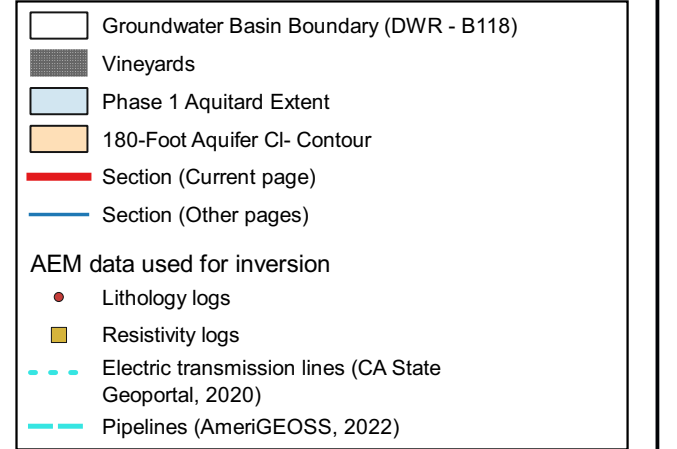 Groundwater Basin Boundary (DWR - B118)
Vineyards
Phase 1 Aquitard Extent
180-Foot Aquifer Cl- Contour
Section (Current page)
Section (Other pages)
AEM data used for inversion
Lithology logs
Resistivity logs
Electric transmission lines (CA State
Geoportal, 2020)
Pipelines (AmeriGEOSS, 2022)